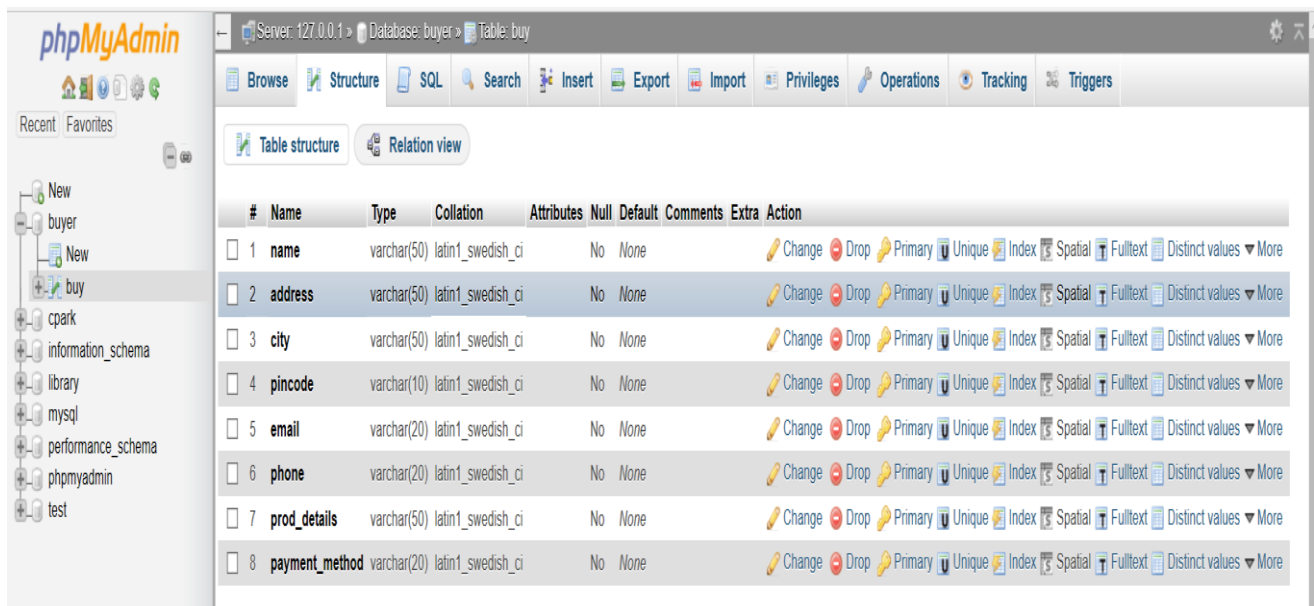 phpMyAdmin
Recent Favorites
New
buyer
New
buy
cpark
information_schema
library
mysql
performance_schema
phpmyadmin
test
Server: 127.0.0.1 » Database: buyer » Table: buy
Browse Structure SQL Search Insert Export Import Privileges Operations Tracking Triggers
Table structure Relation view
# Name Type Collation Attributes Null Default Comments Extra Action
1 name varchar(50) latin1_swedish_ci No None Change Drop Primary Unique Index Spatial Fulltext Distinct values More
2 address varchar(50) latin1_swedish_ci No None Change Drop Primary Unique Index Spatial Fulltext Distinct values More
3 city varchar(50) latin1_swedish_ci No None Change Drop Primary Unique Index Spatial Fulltext Distinct values More
4 pincode varchar(10) latin1_swedish_ci No None Change Drop Primary Unique Index Spatial Fulltext Distinct values More
5 email varchar(20) latin1_swedish_ci No None Change Drop Primary Unique Index Spatial Fulltext Distinct values More
6 phone varchar(20) latin1_swedish_ci No None Change Drop Primary Unique Index Spatial Fulltext Distinct values More
7 prod_details varchar(50) latin1_swedish_ci No None Change Drop Primary Unique Index Spatial Fulltext Distinct values More
8 payment_method varchar(20) latin1_swedish_ci No None Change Drop Primary Unique Index Spatial Fulltext Distinct values More